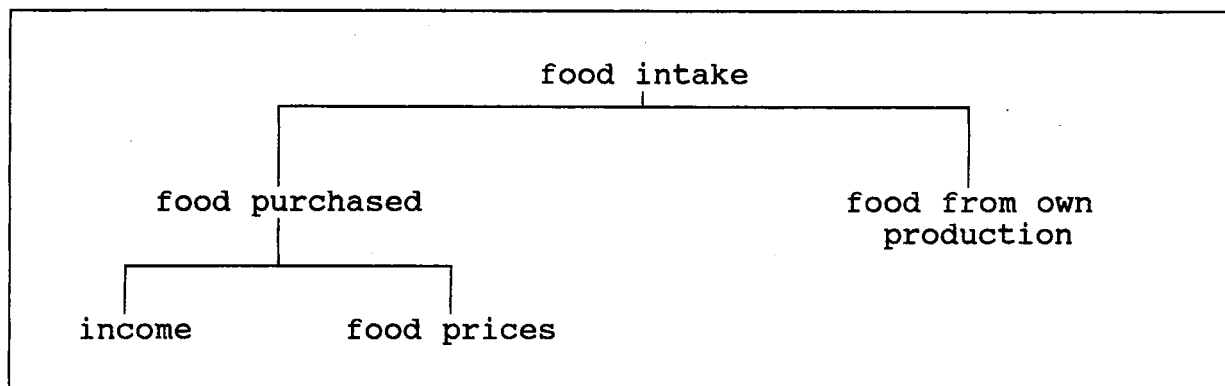 food intake
food purchased
food from own
production
income
food prices